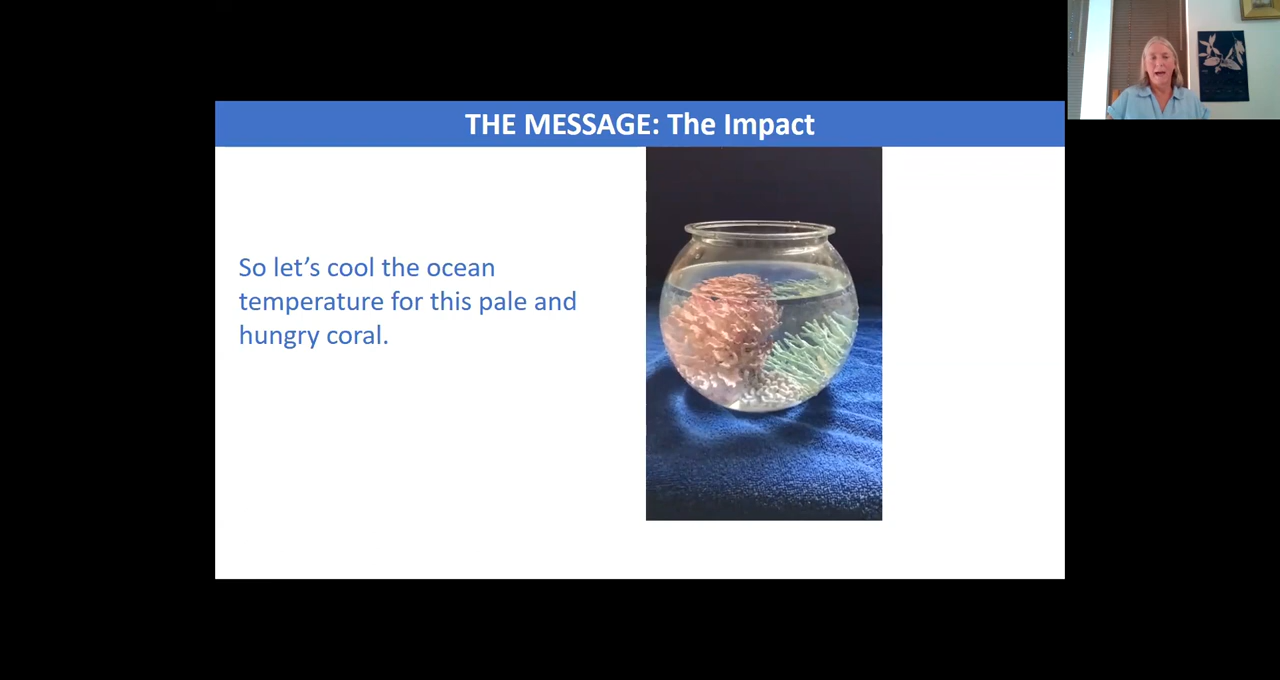 THE MESSAGE: The Impact
So let’s cool the ocean
temperature for this pale and
hungry coral.